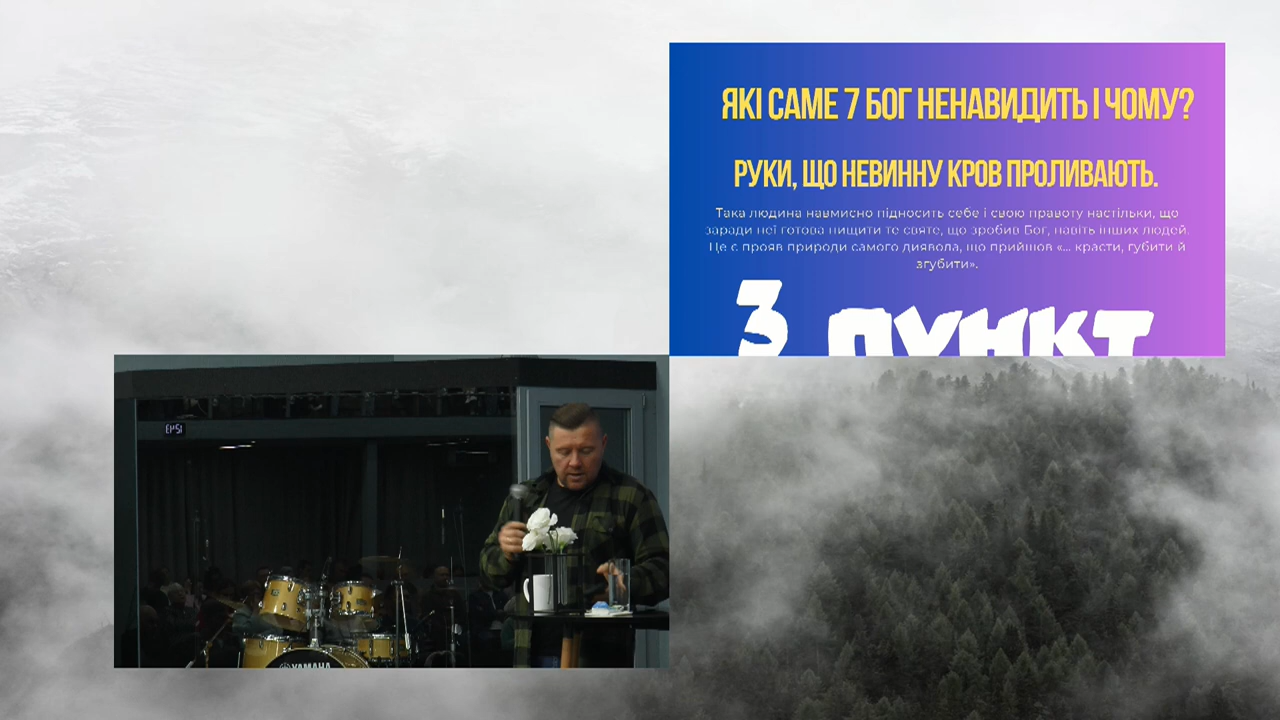 ЯКІ САМЕ 7 БОГ НЕНАВИДИТЬ І ЧОМУ?
РУКИ, ЩО НЕВИННУ КРОВ ПРОЛИВАЮТЬ.
Така людина навмисно підносить себе і свою правоту настільки, що
заради неї готова нищити те святе, що зробив Бог, навіть інших людей.
Це є прояв природи самого диявола, що прийшов «... красти, губити й
згубити».
3 ПУНКТ
YAMAHA